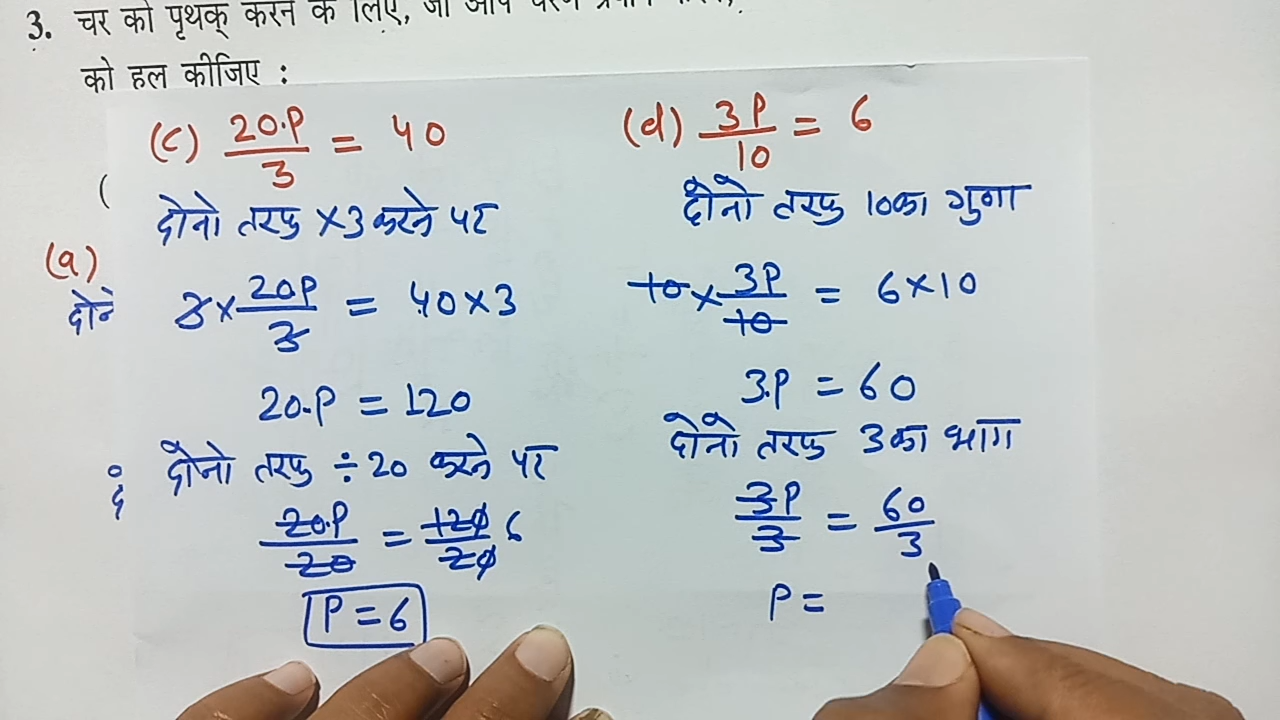 3. चर को पृथक् करने के लिए, जो आप
को हल कीजिए :
(c) 20.P/3 = 40
दोनो तरफ ×3 करने पर
3 × 20P/3 = 40×3
20.P = 120
दोनो तरफ ÷20 करने पर
20.P/20 = 120/20 6
P = 6
(d) 3P/10 = 6
दोनो तरफ 10का गुणा
10 × 3P/10 = 6×10
3.P = 60
दोनो तरफ 3का भाग
3P/3 = 60/3
P =
(a)